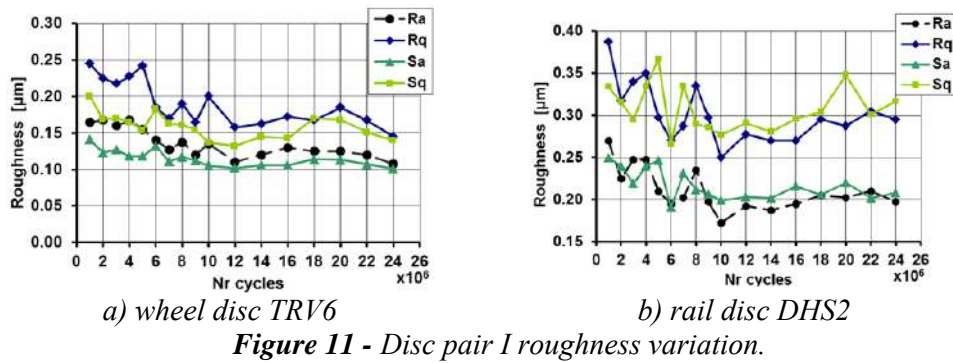 0.30
0.25
0.20
0.15
0.10
0.05
0.00
Roughness [µm]
0 2 4 6 8 10 12 14 16 18 20 22 24 26
x10⁶
Nr cycles
Ra
Rq
Sa
Sq
a) wheel disc TRV6
0.40
0.35
0.30
0.25
0.20
0.15
Roughness [µm]
0 2 4 6 8 10 12 14 16 18 20 22 24 26
x10⁶
Nr cycles
Ra
Rq
Sa
Sq
b) rail disc DHS2
Figure 11 - Disc pair I roughness variation.